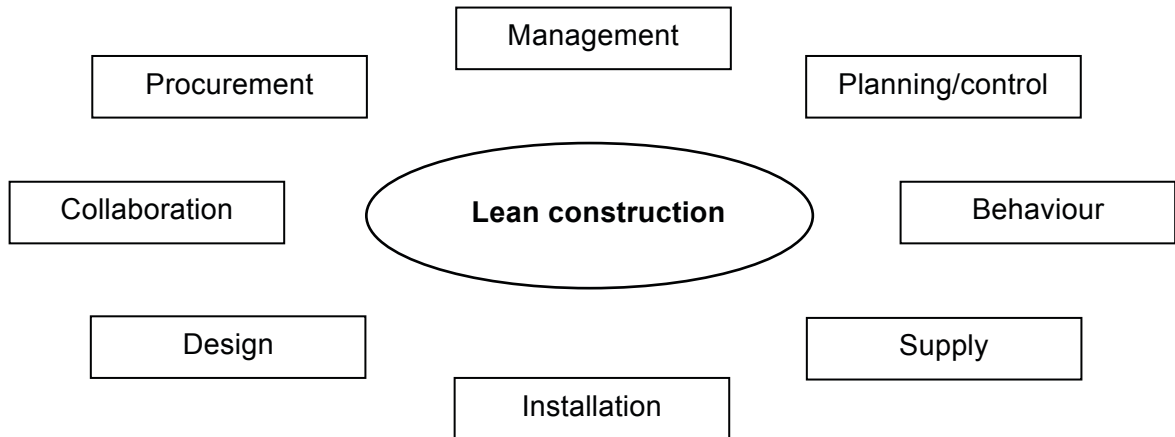 Management
Procurement
Planning/control
Lean construction
Collaboration
Behaviour
Design
Supply
Installation